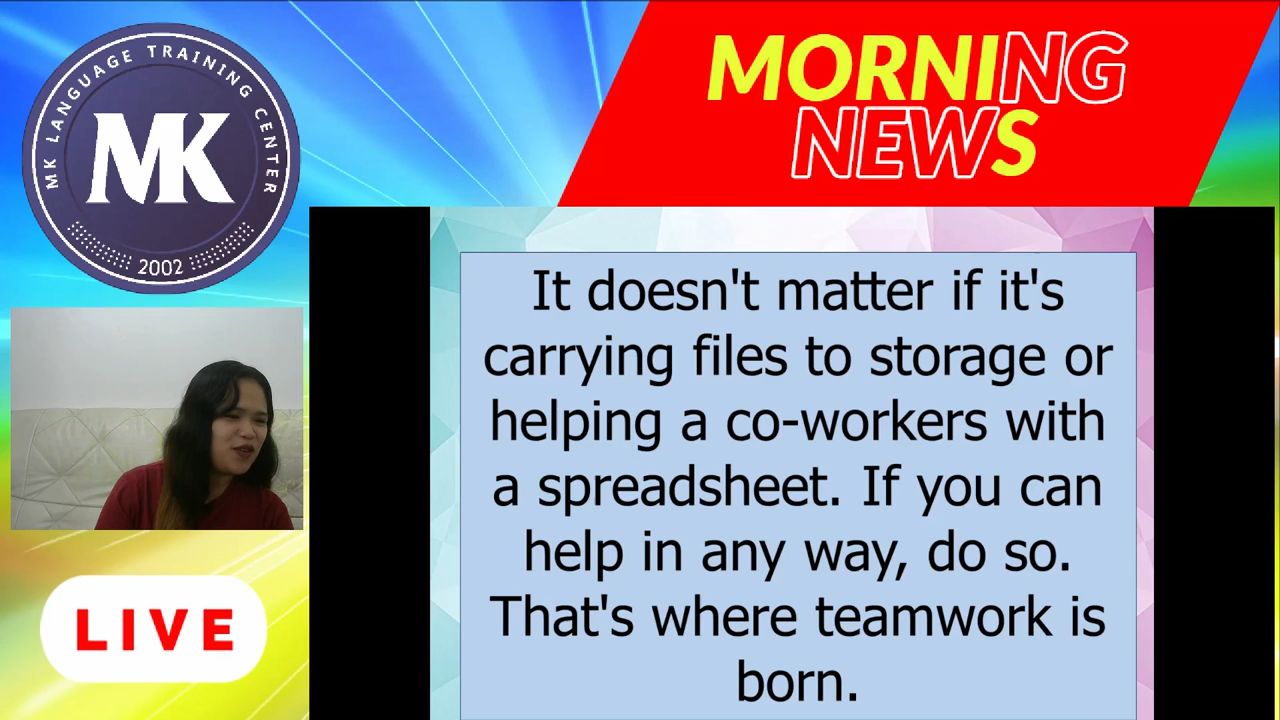 MK LANGUAGE TRAINING CENTER
MK
2002
MORNING
NEWS
It doesn't matter if it's
carrying files to storage or
helping a co-workers with
a spreadsheet. If you can
help in any way, do so.
That's where teamwork is
born.
LIVE